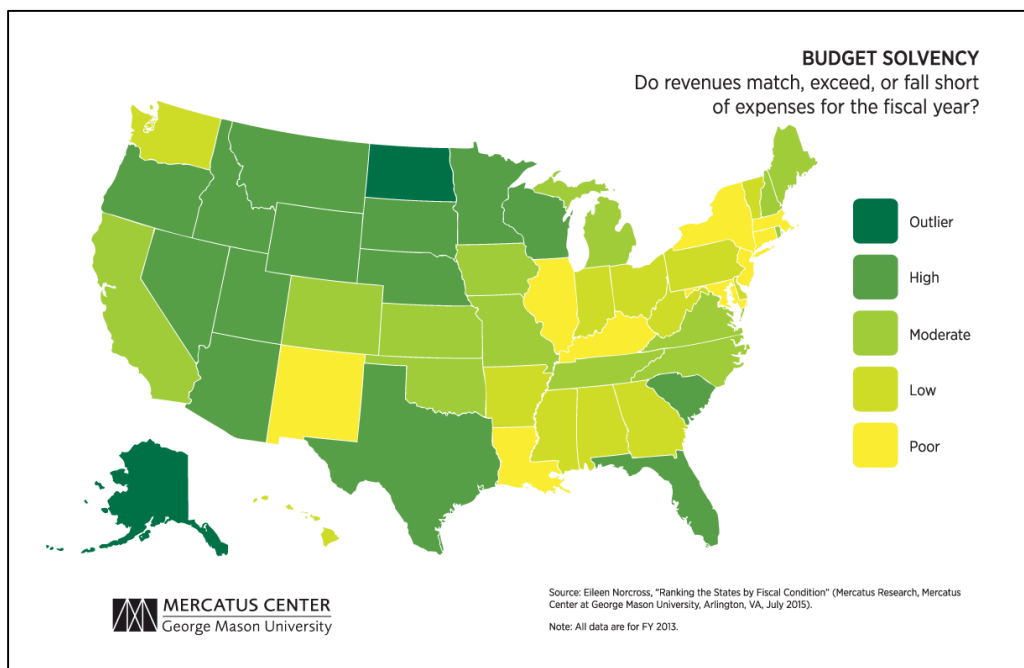 BUDGET SOLVENCY
Do revenues match, exceed, or fall short
of expenses for the fiscal year?
Outlier
High
Moderate
Low
Poor
MERCATUS CENTER
George Mason University
Source: Eileen Norcross, "Ranking the States by Fiscal Condition" (Mercatus Research, Mercatus
Center at George Mason University, Arlington, VA, July 2015).
Note: All data are for FY 2013.